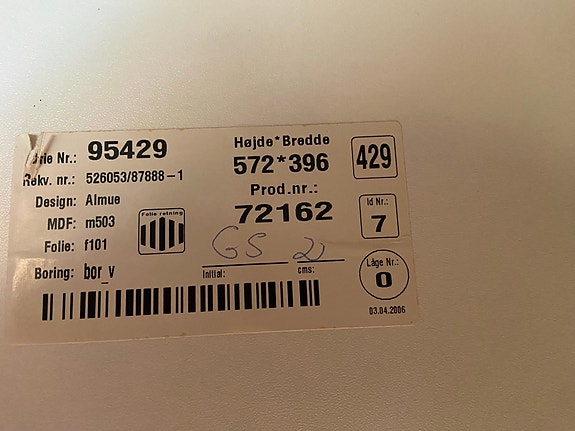 rie Nr.: 95429
Rekv. nr.: 526053/87888-1
Design: Almue
MDF: m503
Folie: f101
Boring: bor_v
Folie retning
Højde*Bredde
572*396
Prod.nr.:
72162
GS
Initial:
cms:
429
Id Nr.:
7
Låge Nr.:
0
03.04.2006